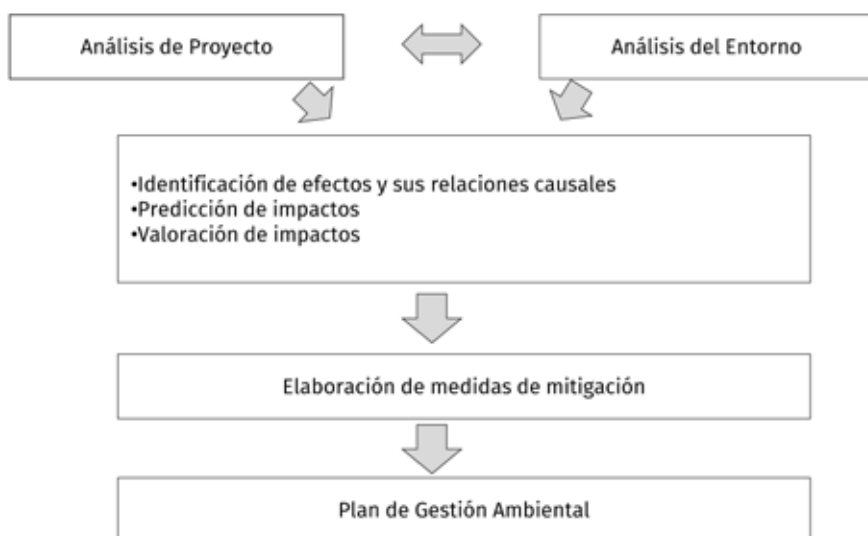 Análisis de Proyecto
Análisis del Entorno
•Identificación de efectos y sus relaciones causales
•Predicción de impactos
•Valoración de impactos
Elaboración de medidas de mitigación
Plan de Gestión Ambiental